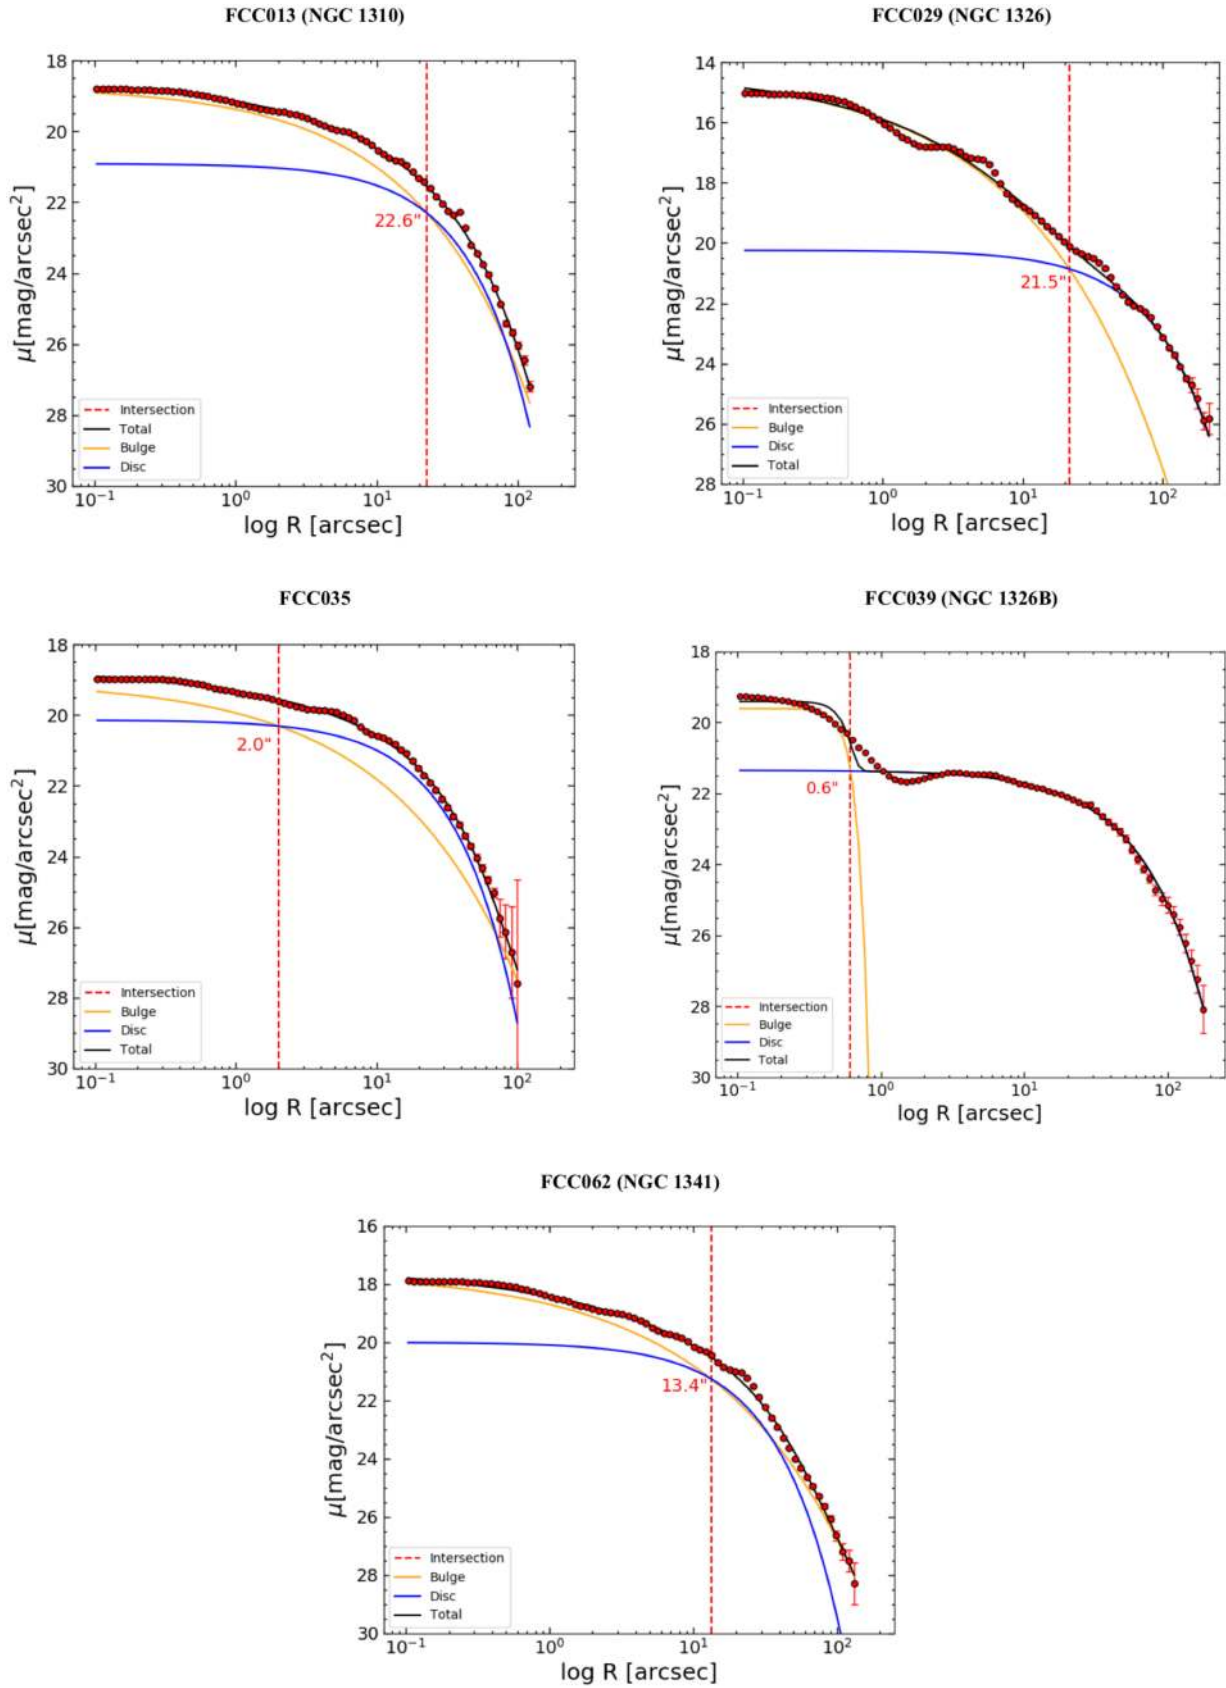 FCC013 (NGC 1310)
18
20
22
24
26
28
30
μ[mag/arcsec²]
22.6"
Intersection
Total
Bulge
Disc
10⁻¹ 10⁰ 10¹ 10²
log R [arcsec]
FCC029 (NGC 1326)
14
16
18
20
22
24
26
28
μ[mag/arcsec²]
21.5"
Intersection
Bulge
Disc
Total
10⁻¹ 10⁰ 10¹ 10²
log R [arcsec]
FCC035
18
20
22
24
26
28
30
μ[mag/arcsec²]
2.0"
Intersection
Bulge
Disc
Total
10⁻¹ 10⁰ 10¹ 10²
log R [arcsec]
FCC039 (NGC 1326B)
18
20
22
24
26
28
30
μ[mag/arcsec²]
0.6"
Intersection
Bulge
Disc
Total
10⁻¹ 10⁰ 10¹ 10²
log R [arcsec]
FCC062 (NGC 1341)
16
18
20
22
24
26
28
30
μ[mag/arcsec²]
13.4"
Intersection
Bulge
Disc
Total
10⁻¹ 10⁰ 10¹ 10²
log R [arcsec]